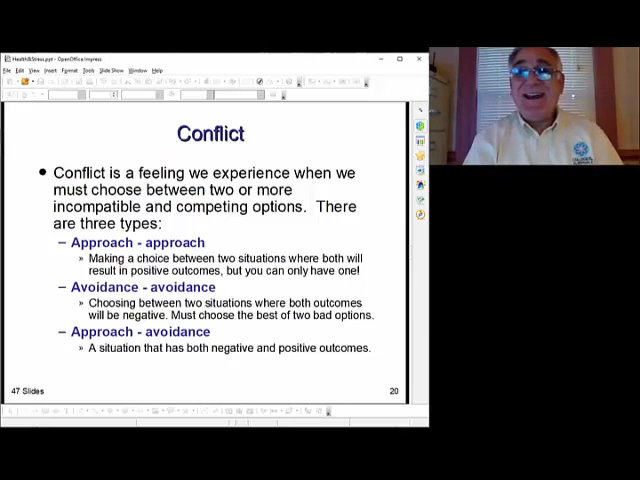 Health&Stress.ppt - OpenOffice Impress
File Edit View Insert Format Tools Slide Show Window Help
Conflict
• Conflict is a feeling we experience when we
must choose between two or more
incompatible and competing options. There
are three types:
– Approach - approach
» Making a choice between two situations where both will
result in positive outcomes, but you can only have one!
– Avoidance - avoidance
» Choosing between two situations where both outcomes
will be negative. Must choose the best of two bad options.
– Approach - avoidance
» A situation that has both negative and positive outcomes.
47 Slides
20